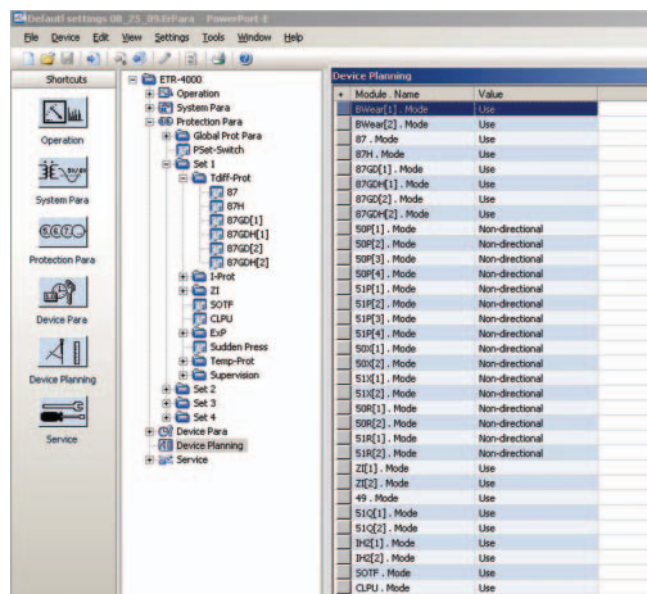 Defautl settings 08_25_09.ErPara - PowerPort-E
File Device Edit View Settings Tools Window Help
Shortcuts
Operation
System Para
Protection Para
Device Para
Device Planning
Service
ETR-4000
Operation
System Para
Protection Para
Global Prot Para
PSet-Switch
Set 1
Tdiff-Prot
87
87H
87GD[1]
87GDH[1]
87GD[2]
87GDH[2]
I-Prot
ZI
SOTF
CLPU
ExP
Sudden Press
Temp-Prot
Supervision
Set 2
Set 3
Set 4
Device Para
Device Planning
Service
Device Planning
Module . Name Value
BWear[1] . Mode Use
BWear[2] . Mode Use
87 . Mode Use
87H . Mode Use
87GD[1] . Mode Use
87GDH[1] . Mode Use
87GD[2] . Mode Use
87GDH[2] . Mode Use
50P[1] . Mode Non-directional
50P[2] . Mode Non-directional
50P[3] . Mode Non-directional
50P[4] . Mode Non-directional
51P[1] . Mode Non-directional
51P[2] . Mode Non-directional
51P[3] . Mode Non-directional
51P[4] . Mode Non-directional
50X[1] . Mode Non-directional
50X[2] . Mode Non-directional
51X[1] . Mode Non-directional
51X[2] . Mode Non-directional
50R[1] . Mode Non-directional
50R[2] . Mode Non-directional
51R[1] . Mode Non-directional
51R[2] . Mode Non-directional
ZI[1] . Mode Use
ZI[2] . Mode Use
49 . Mode Use
51Q[1] . Mode Use
51Q[2] . Mode Use
IH2[1] . Mode Use
IH2[2] . Mode Use
SOTF . Mode Use
CLPU . Mode Use